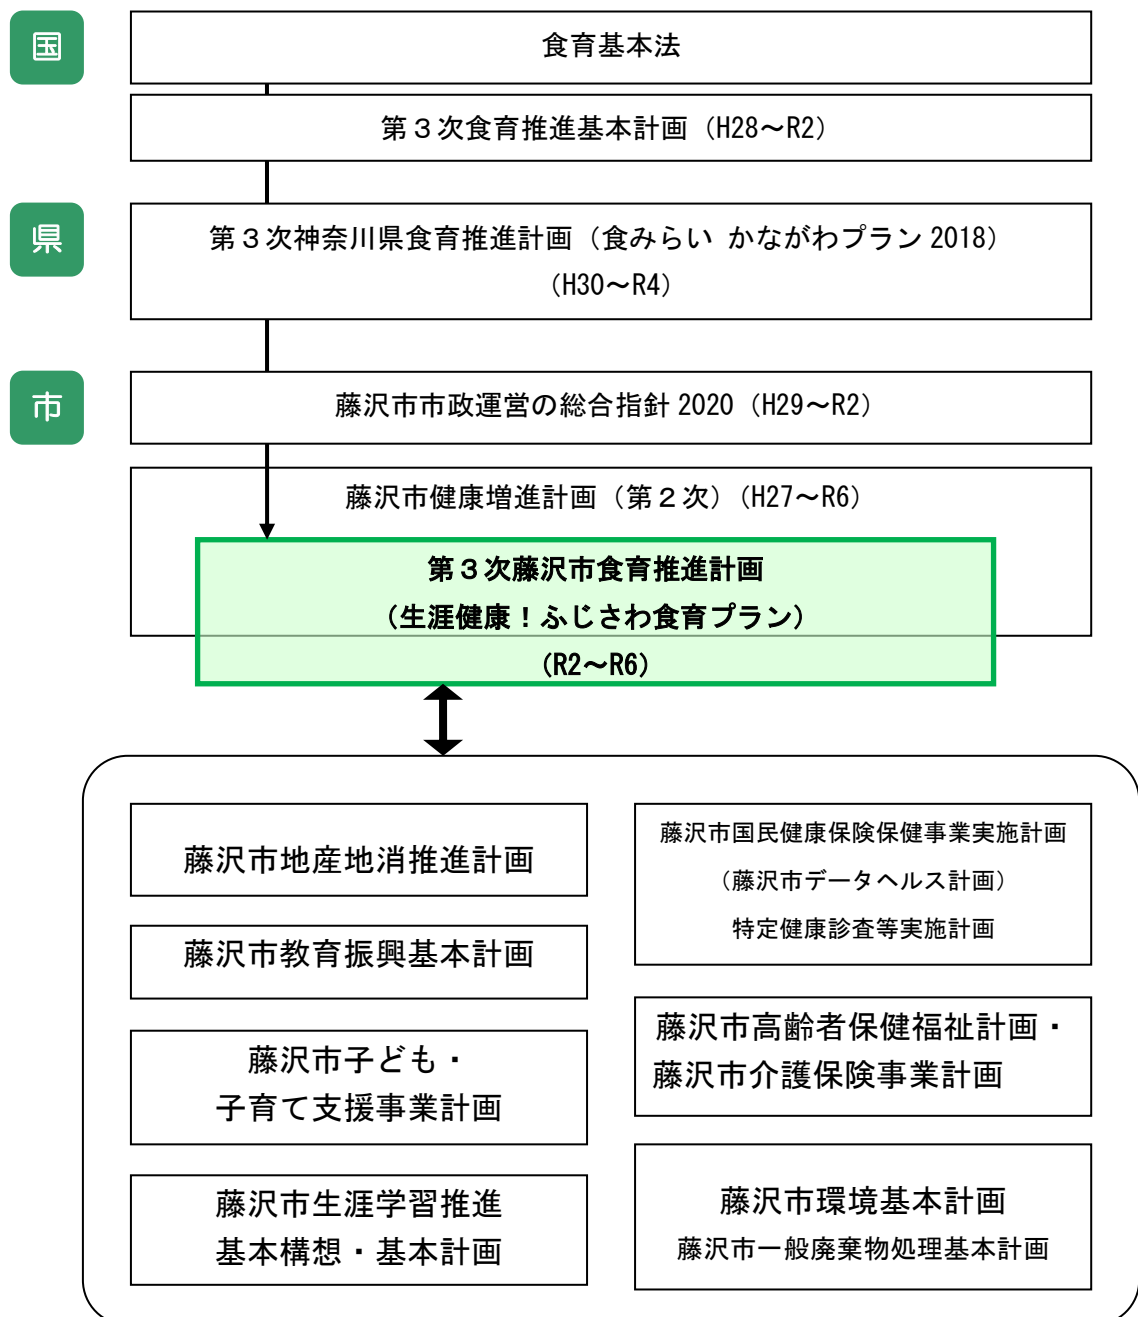 国
食育基本法
第３次食育推進基本計画（H28～R2）
県
第３次神奈川県食育推進計画（食みらい かながわプラン 2018）
（H30～R4）
市
藤沢市市政運営の総合指針 2020（H29～R2）
藤沢市健康増進計画（第２次）（H27～R6）
第３次藤沢市食育推進計画
（生涯健康！ふじさわ食育プラン）
（R2～R6）
藤沢市地産地消推進計画
藤沢市教育振興基本計画
藤沢市子ども・
子育て支援事業計画
藤沢市生涯学習推進
基本構想・基本計画
藤沢市国民健康保険保健事業実施計画
（藤沢市データヘルス計画）
特定健康診査等実施計画
藤沢市高齢者保健福祉計画・
藤沢市介護保険事業計画
藤沢市環境基本計画
藤沢市一般廃棄物処理基本計画